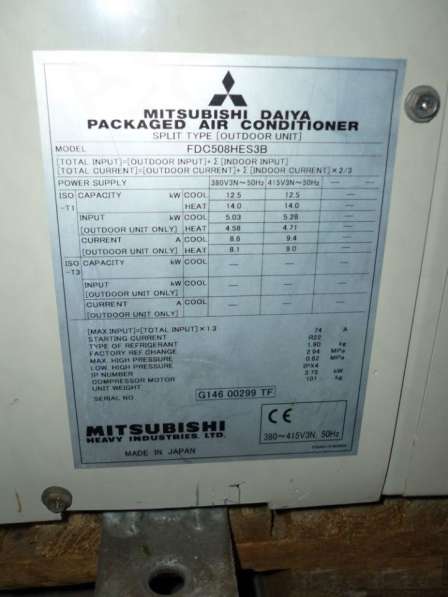 MITSUBISHI DAIYA
PACKAGED AIR CONDITIONER
SPLIT TYPE [OUTDOOR UNIT]
MODEL FDC508HES3B
[TOTAL INPUT]=[OUTDOOR INPUT]+Σ[INDOOR INPUT]
[TOTAL CURRENT]=[OUTDOOR CURRENT]+Σ[INDOOR CURRENT]×2/3
POWER SUPPLY 380V3N~50Hz 415V3N~50Hz — —
ISO-T1 CAPACITY kW COOL 12.5 12.5 — —
HEAT 14.0 14.0 — —
INPUT kW COOL 5.03 5.28 — —
[OUTDOOR UNIT ONLY] HEAT 4.58 4.71 — —
CURRENT A COOL 8.6 9.4 — —
[OUTDOOR UNIT ONLY] HEAT 8.1 9.0 — —
ISO-T3 CAPACITY kW COOL — — — —
INPUT kW COOL — — — —
[OUTDOOR UNIT ONLY]
CURRENT A COOL — — — —
[OUTDOOR UNIT ONLY]
[MAX INPUT]=[TOTAL INPUT]×1.3
STARTING CURRENT 74 A
TYPE OF REFRIGERANT R22
FACTORY REF CHANGE 1.90 kg
MAX. HIGH PRESSURE 2.94 MPa
LOW. HIGH PRESSURE 0.62 MPa
IP NUMBER IPX4
COMPRESSOR MOTOR 2.72 kW
UNIT WEIGHT 101 kg
SERIAL NO. G146 00299 TF
MITSUBISHI
HEAVY INDUSTRIES. LTD.
MADE IN JAPAN
CE
380~415V3N, 50Hz